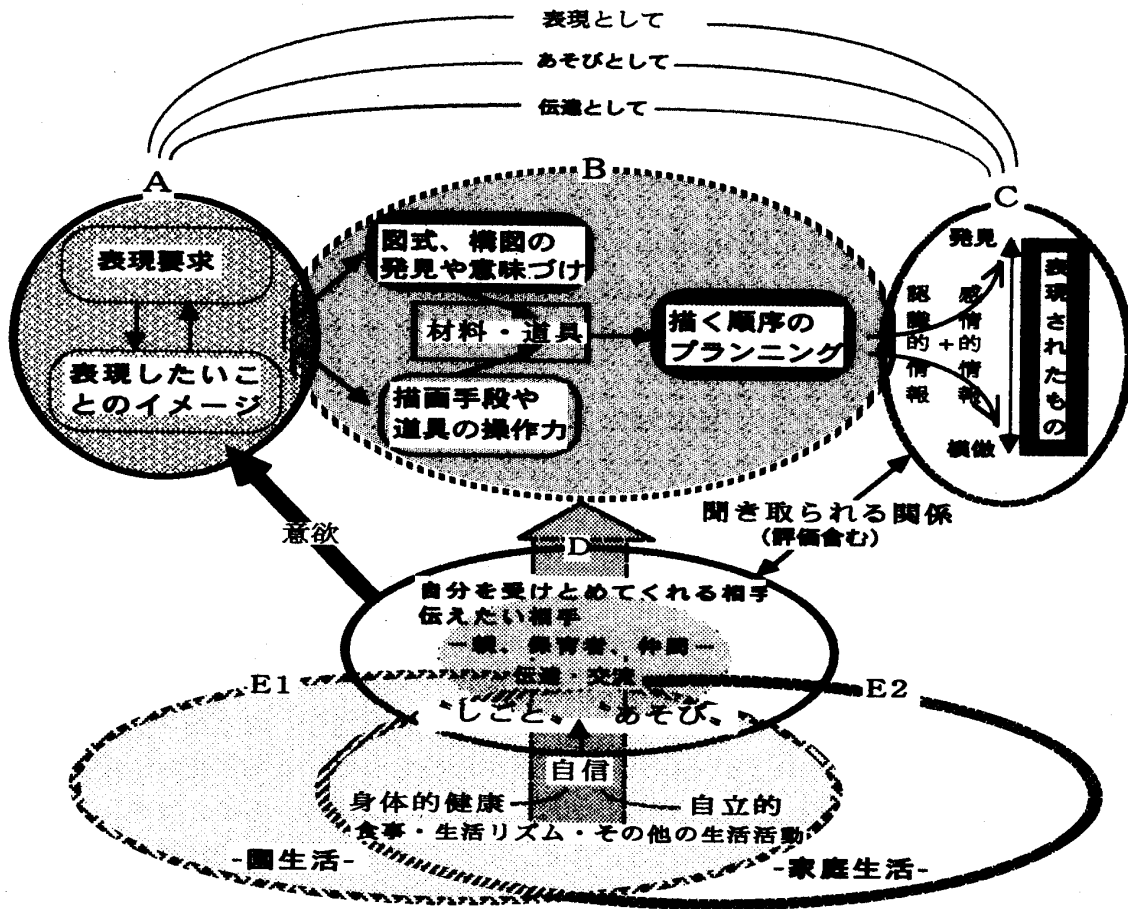 表現として
あそびとして
伝達として
A
B
C
表現要求
表現したいこ
とのイメージ
図式、構図の
発見や意味づけ
材料・道具
描画手段や
道具の操作力
描く順序の
プランニング
発見
認識的情報
+
感情的情報
模倣
表現されたもの
意欲
聞き取られる関係
(評価含む)
D
自分を受けとめてくれる相手
伝えたい相手
ー親、保育者、仲間ー
伝達・交流
E1
E2
しごと、あそび、
自信
身体的健康
自立的
食事・生活リズム・その他の生活活動
-園生活-
-家庭生活-